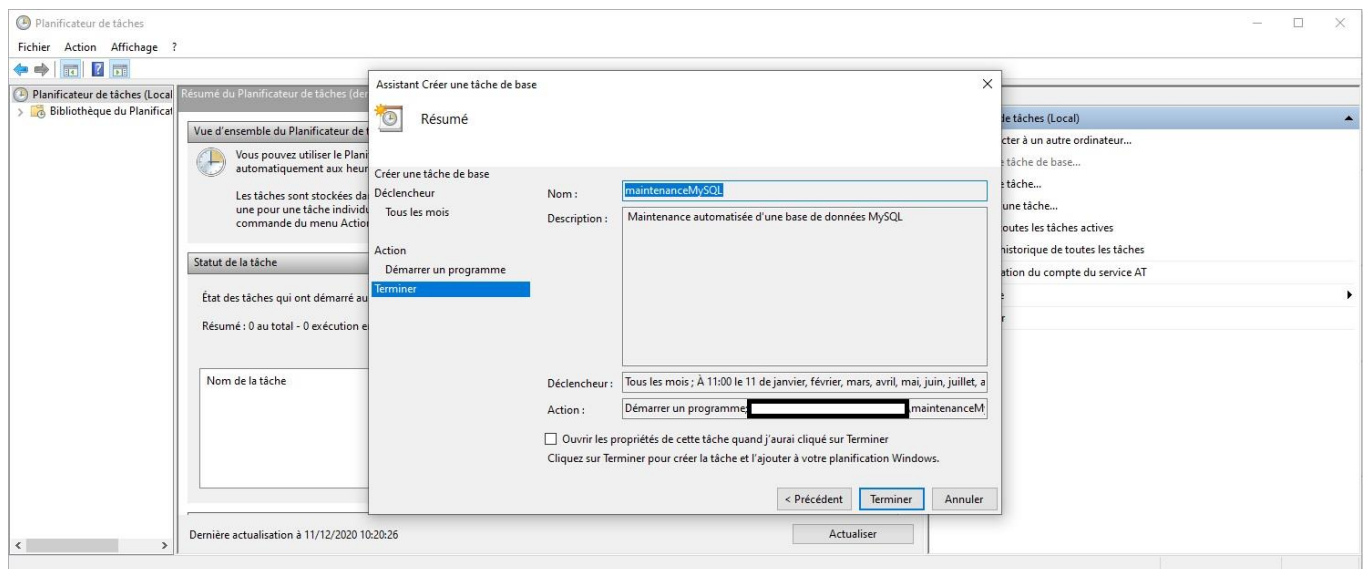 Planificateur de tâches
Fichier Action Affichage ?
Planificateur de tâches (Local
Bibliothèque du Planificat
Résumé du Planificateur de tâches (der
Vue d'ensemble du Planificateur de t
Vous pouvez utiliser le Plani
automatiquement aux heur
Les tâches sont stockées da
une pour une tâche individu
commande du menu Action
Statut de la tâche
État des tâches qui ont démarré au
Résumé : 0 au total - 0 exécution e
Nom de la tâche
Dernière actualisation à 11/12/2020 10:20:26
Actualiser
Assistant Créer une tâche de base
Résumé
Créer une tâche de base
Déclencheur
Tous les mois
Action
Démarrer un programme
Terminer
Nom : maintenanceMySQL
Description : Maintenance automatisée d'une base de données MySQL
Déclencheur : Tous les mois ; À 11:00 le 11 de janvier, février, mars, avril, mai, juin, juillet, a
Action : Démarrer un programme; maintenanceM
Ouvrir les propriétés de cette tâche quand j'aurai cliqué sur Terminer
Cliquez sur Terminer pour créer la tâche et l'ajouter à votre planification Windows.
< Précédent Terminer Annuler
de tâches (Local)
cter à un autre ordinateur...
e tâche de base...
e tâche...
une tâche...
outes les tâches actives
historique de toutes les tâches
ation du compte du service AT